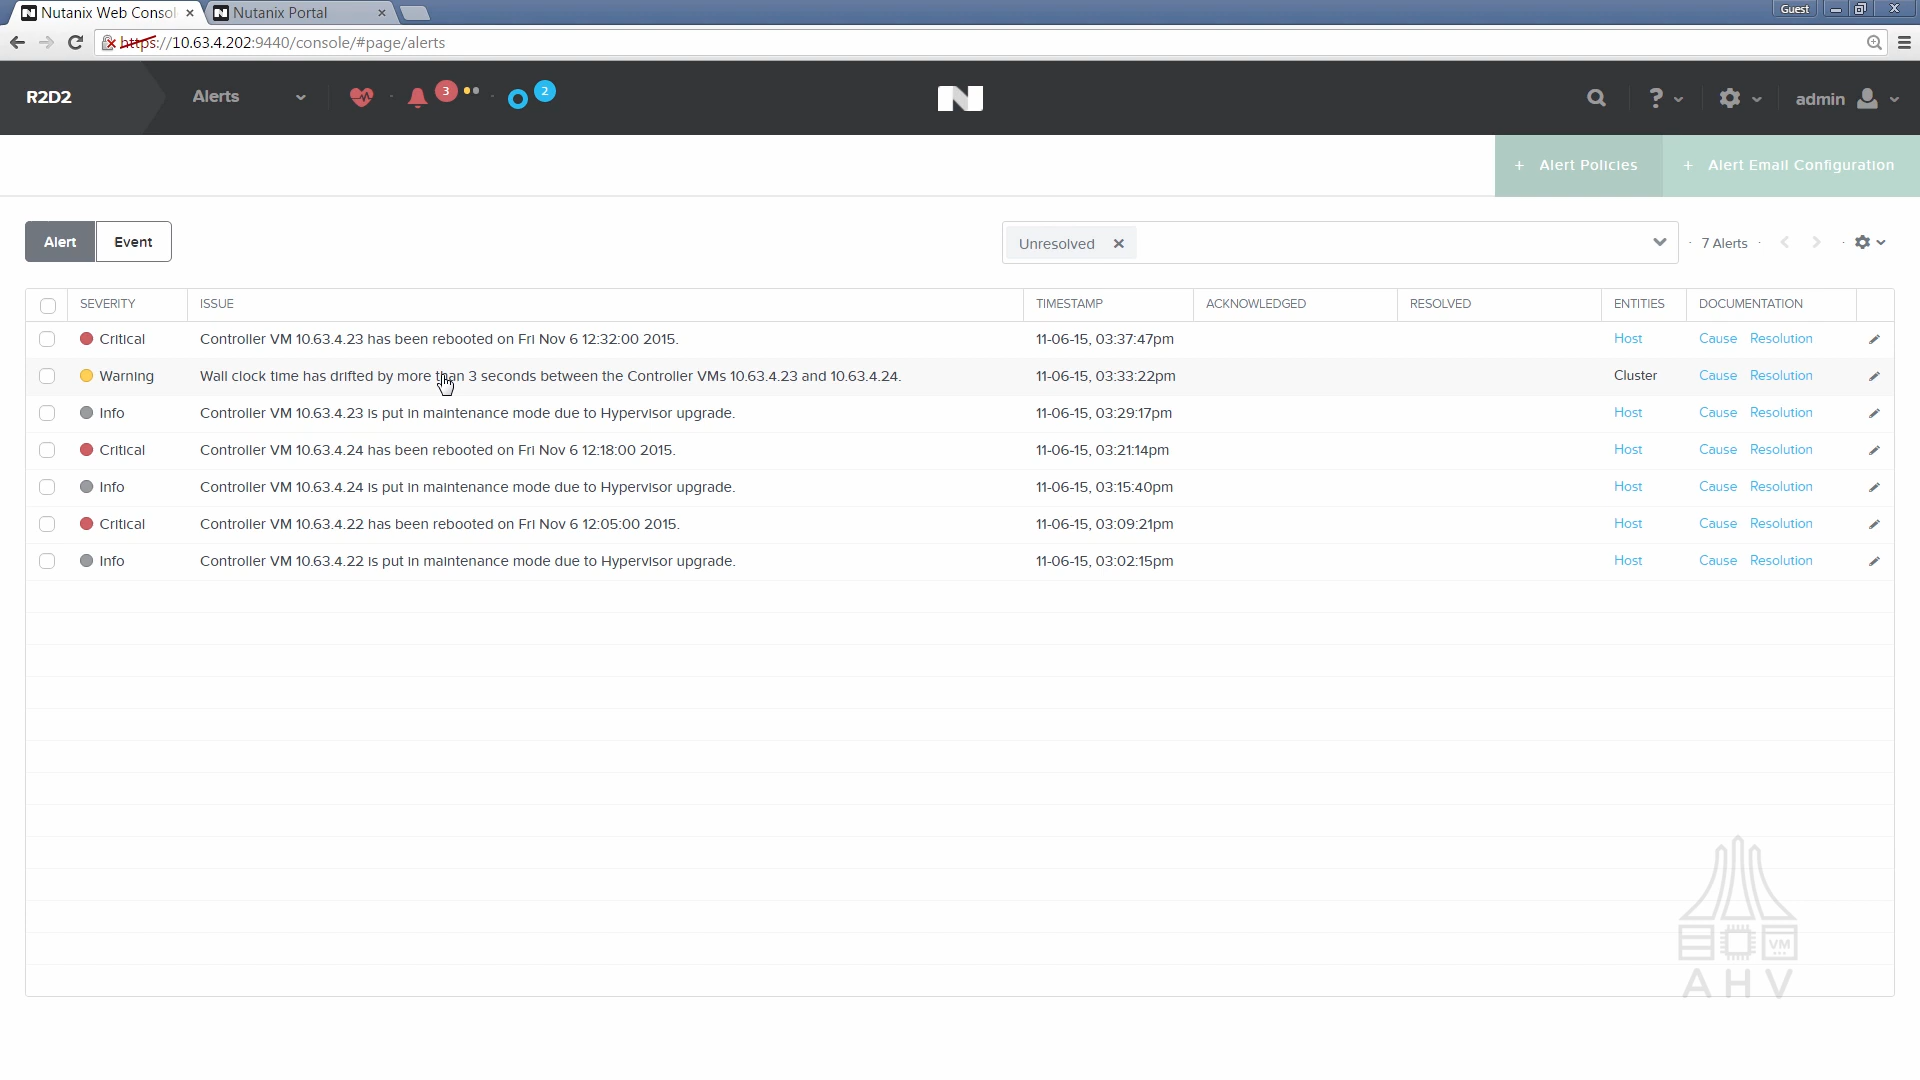 Nutanix Web Consol
Nutanix Portal
Guest
https://10.63.4.202:9440/console/#page/alerts
R2D2
Alerts
3
2
?
admin
+ Alert Policies
+ Alert Email Configuration
Alert
Event
Unresolved
7 Alerts
SEVERITY ISSUE TIMESTAMP ACKNOWLEDGED RESOLVED ENTITIES DOCUMENTATION
Critical Controller VM 10.63.4.23 has been rebooted on Fri Nov 6 12:32:00 2015. 11-06-15, 03:37:47pm Host Cause Resolution
Warning Wall clock time has drifted by more than 3 seconds between the Controller VMs 10.63.4.23 and 10.63.4.24. 11-06-15, 03:33:22pm Cluster Cause Resolution
Info Controller VM 10.63.4.23 is put in maintenance mode due to Hypervisor upgrade. 11-06-15, 03:29:17pm Host Cause Resolution
Critical Controller VM 10.63.4.24 has been rebooted on Fri Nov 6 12:18:00 2015. 11-06-15, 03:21:14pm Host Cause Resolution
Info Controller VM 10.63.4.24 is put in maintenance mode due to Hypervisor upgrade. 11-06-15, 03:15:40pm Host Cause Resolution
Critical Controller VM 10.63.4.22 has been rebooted on Fri Nov 6 12:05:00 2015. 11-06-15, 03:09:21pm Host Cause Resolution
Info Controller VM 10.63.4.22 is put in maintenance mode due to Hypervisor upgrade. 11-06-15, 03:02:15pm Host Cause Resolution
VM
AHV